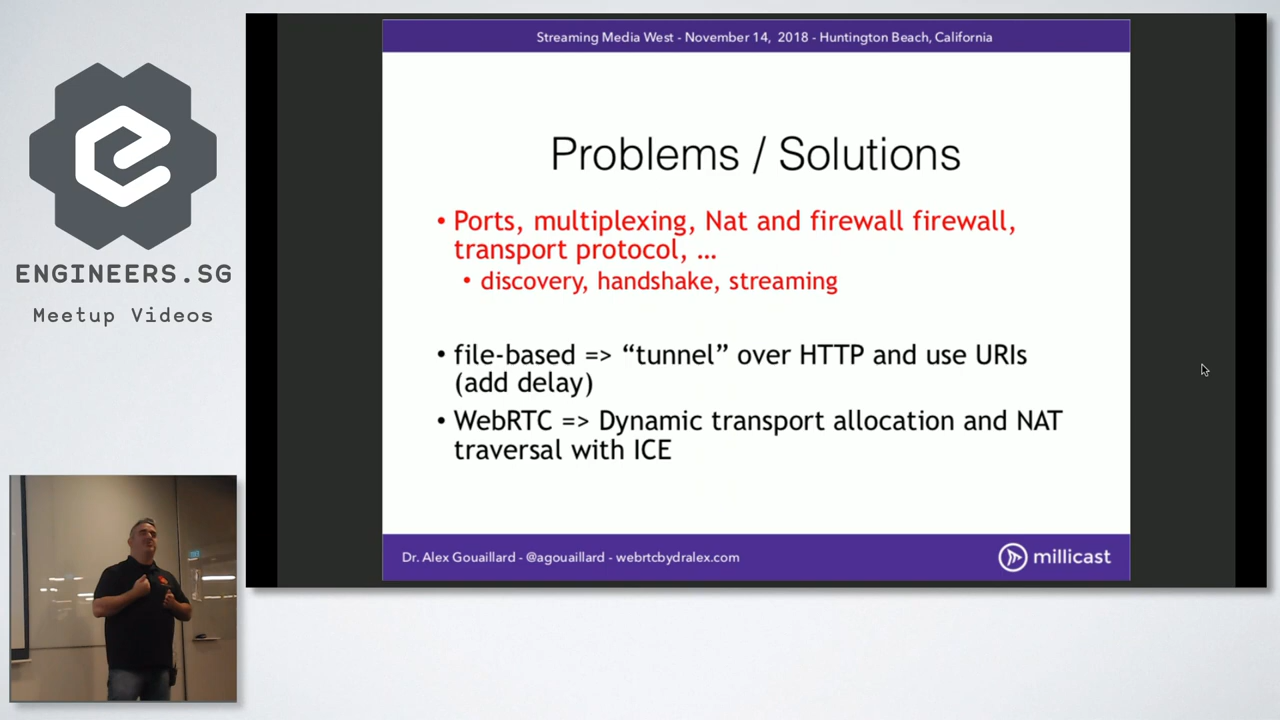 Streaming Media West - November 14, 2018 - Huntington Beach, California
Problems / Solutions
• Ports, multiplexing, Nat and firewall firewall,
transport protocol, …
• discovery, handshake, streaming
• file-based => “tunnel” over HTTP and use URIs
(add delay)
• WebRTC => Dynamic transport allocation and NAT
traversal with ICE
Dr. Alex Gouaillard - @agouaillard - webrtcbydralex.com
millicast
ENGINEERS.SG
Meetup Videos